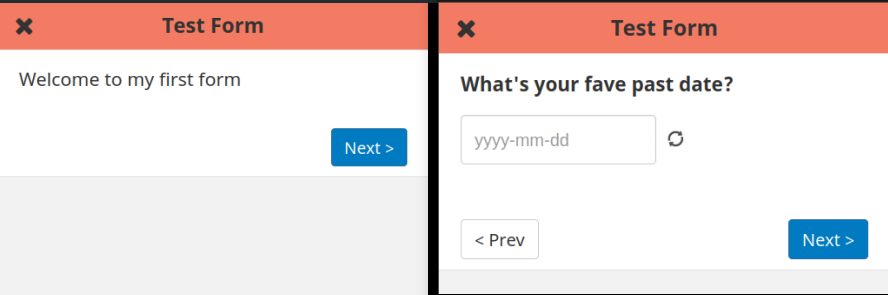 Test Form
Welcome to my first form
Next >
Test Form
What's your fave past date?
yyyy-mm-dd
< Prev
Next >